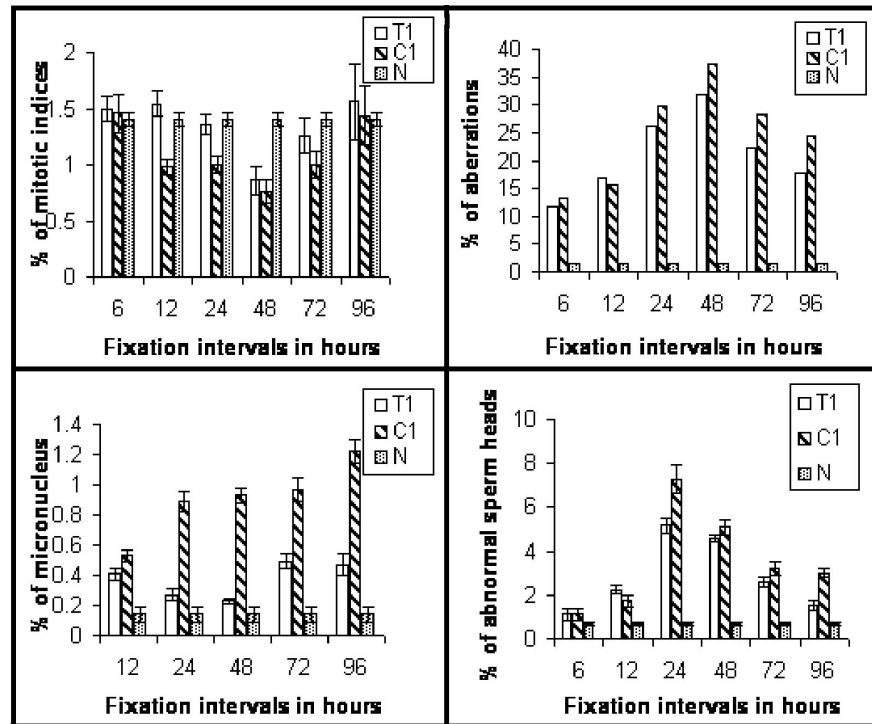 % of mitotic indices
2
1.5
1
0.5
0
6 12 24 48 72 96
Fixation intervals in hours
T1
C1
N
% of aberrations
40
35
30
25
20
15
10
5
0
6 12 24 48 72 96
Fixation intervals in hours
T1
C1
N
% of micronucleus
1.4
1.2
1
0.8
0.6
0.4
0.2
0
12 24 48 72 96
Fixation intervals in hours
T1
C1
N
% of abnormal sperm heads
10
8
6
4
2
0
6 12 24 48 72 96
Fixation intervals in hours
T1
C1
N